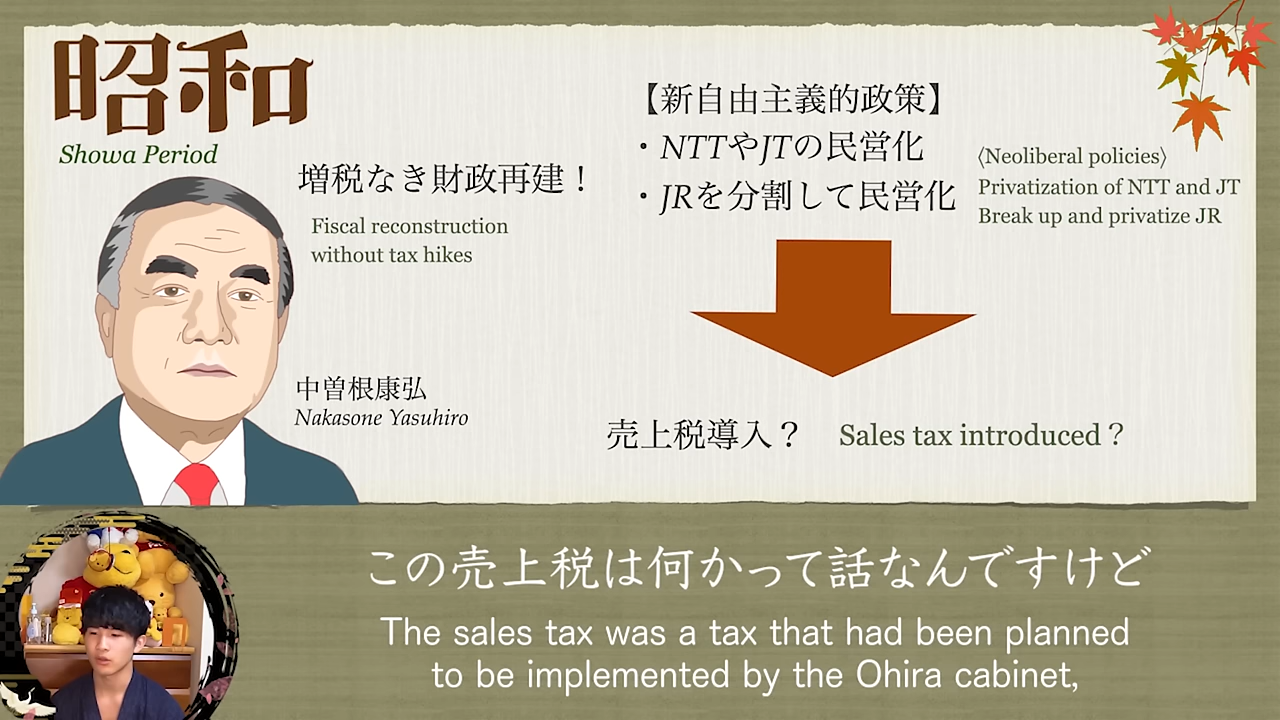 昭和
Showa Period
増税なき財政再建！
Fiscal reconstruction
without tax hikes
中曽根康弘
Nakasone Yasuhiro
【新自由主義的政策】
・NTTやJTの民営化
・JRを分割して民営化
〈Neoliberal policies〉
Privatization of NTT and JT
Break up and privatize JR
売上税導入？
Sales tax introduced？
この売上税は何かって話なんですけど
The sales tax was a tax that had been planned
to be implemented by the Ohira cabinet,